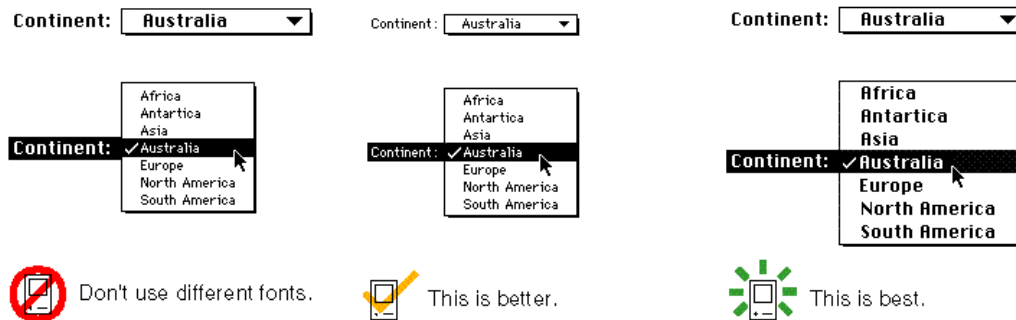 Continent: Australia
Continent: Australia
Continent: Australia
Africa
Antartica
Asia
Continent: ✓Australia
Europe
North America
South America
Africa
Antartica
Asia
Continent: ✓Australia
Europe
North America
South America
Africa
Antartica
Asia
Continent: ✓Australia
Europe
North America
South America
Don't use different fonts.
This is better.
This is best.